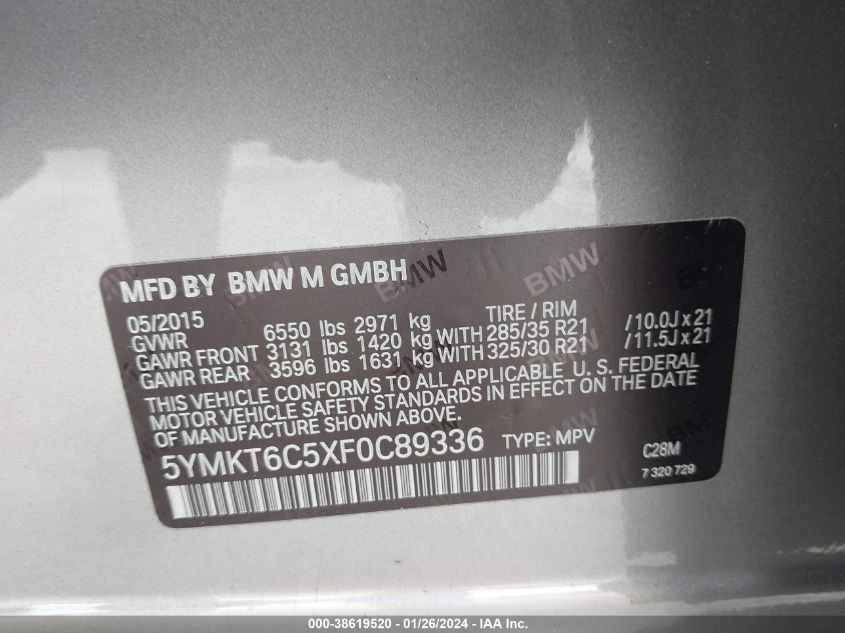 MFD BY BMW M GMBH
05/2015 TIRE / RIM
GVWR 6550 lbs 2971 kg
GAWR FRONT 3131 lbs 1420 kg WITH 285/35 R21 /10.0J x 21
GAWR REAR 3596 lbs 1631 kg WITH 325/30 R21 /11.5J x 21
THIS VEHICLE CONFORMS TO ALL APPLICABLE U. S. FEDERAL
MOTOR VEHICLE SAFETY STANDARDS IN EFFECT ON THE DATE
OF MANUFACTURE SHOWN ABOVE.
5YMKT6C5XF0C89336 TYPE: MPV C28M
7 320 729
BMW
BMW
BMW
000-38619520 - 01/26/2024 - IAA Inc.